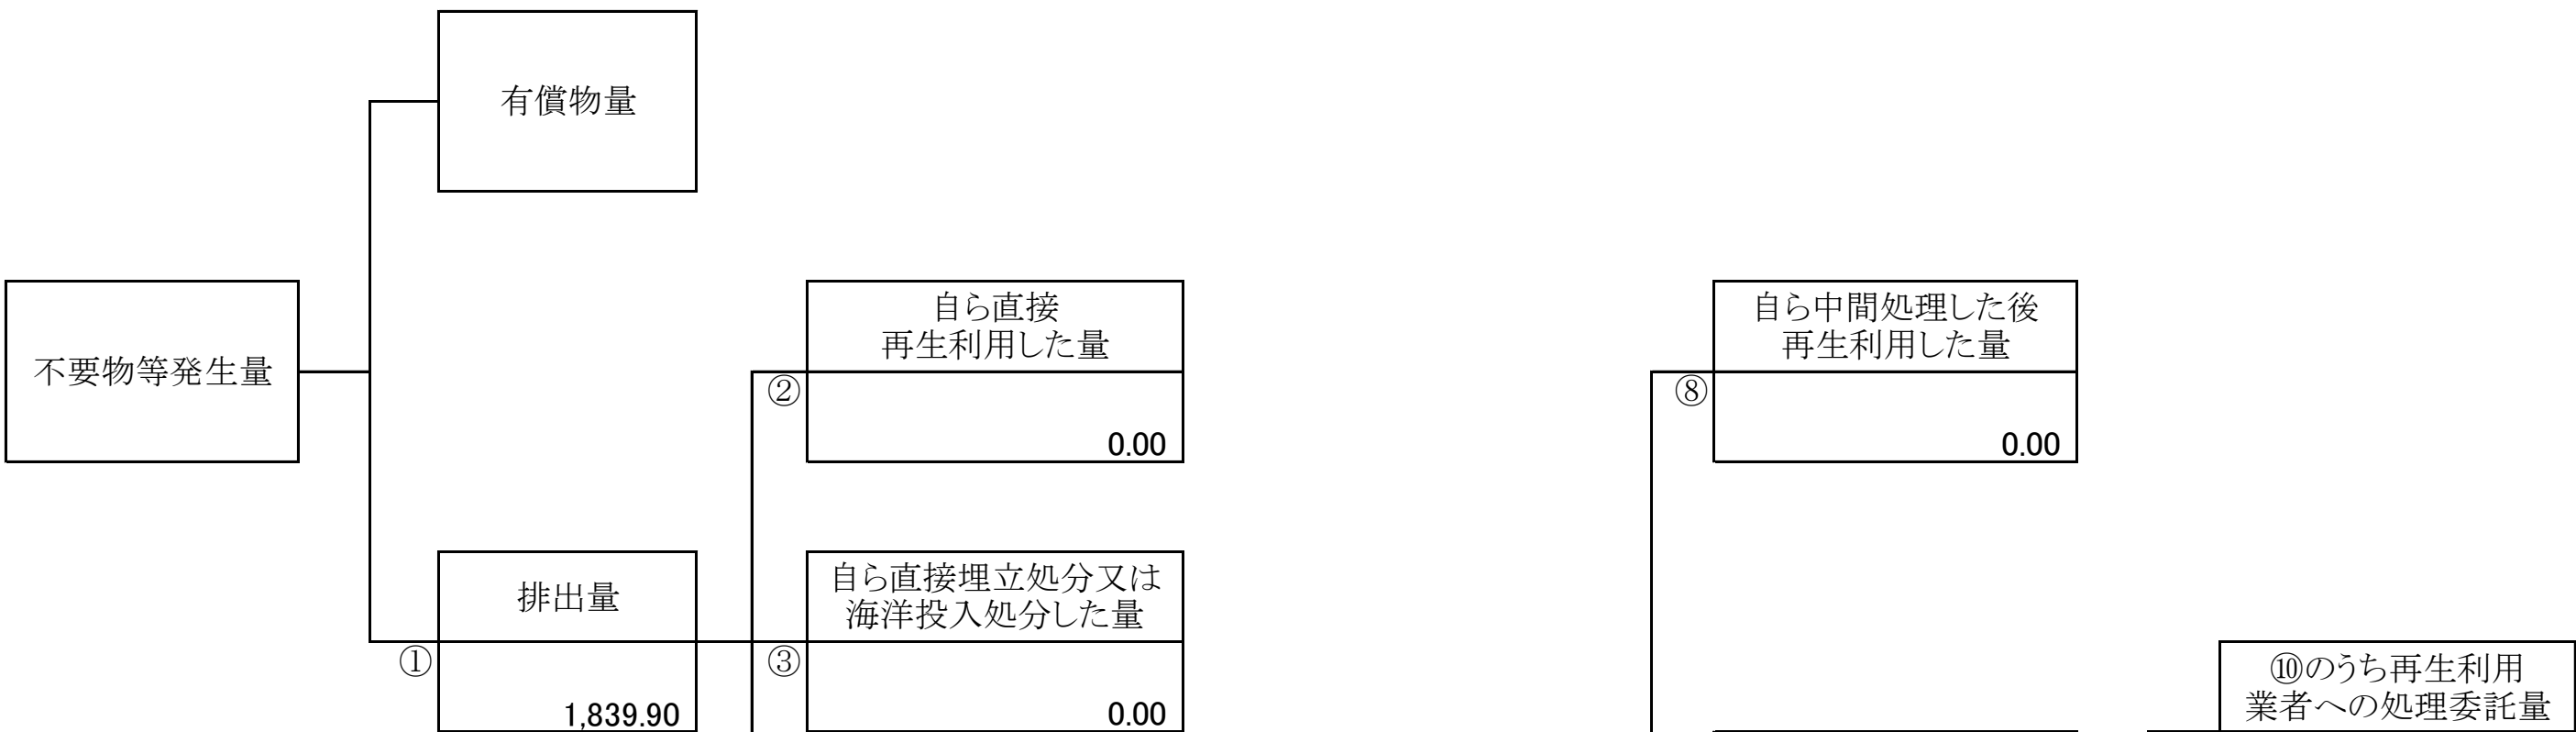 有償物量
不要物等発生量
自ら直接
再生利用した量
②
0.00
自ら中間処理した後
再生利用した量
⑧
0.00
排出量
①
1,839.90
自ら直接埋立処分又は
海洋投入処分した量
③
0.00
⑩のうち再生利用
業者への処理委託量